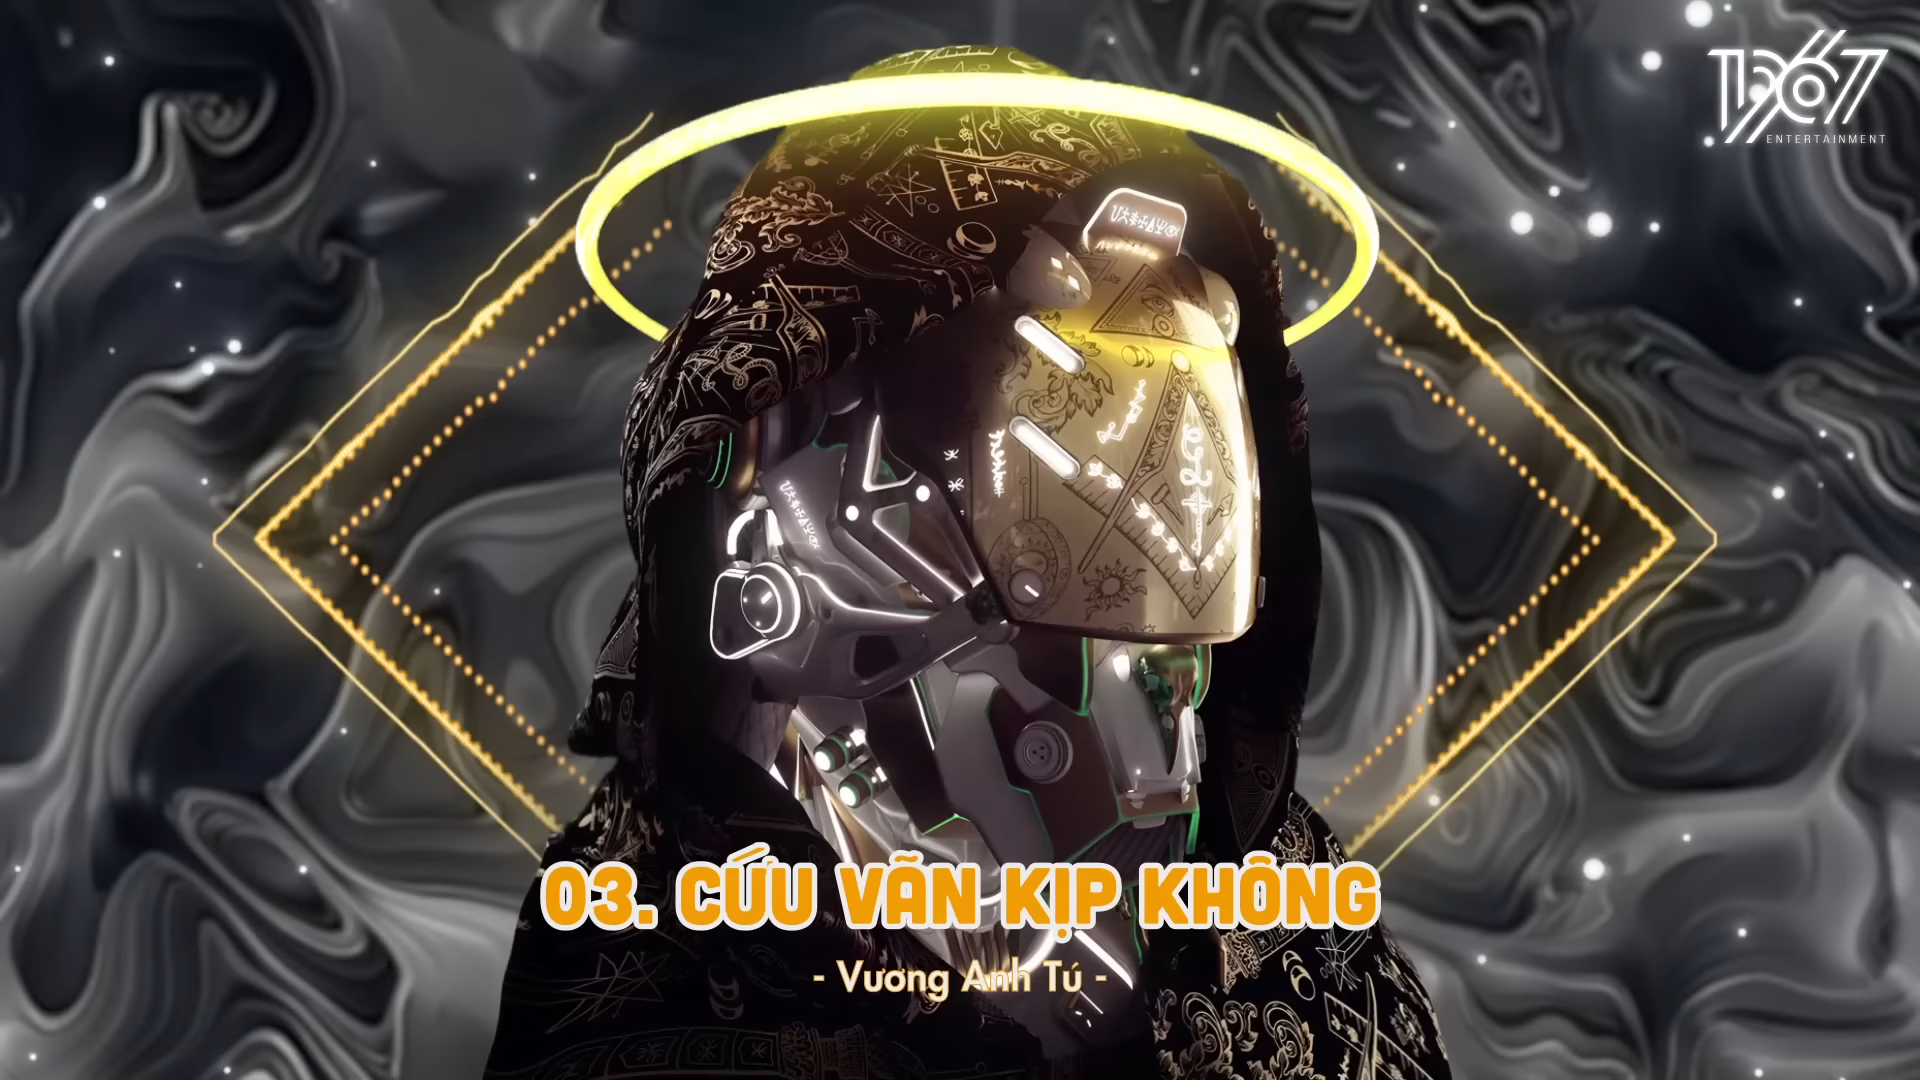 1967
ENTERTAINMENT
03. CỨU VÃN KỊP KHÔNG
- Vương Anh Tú -